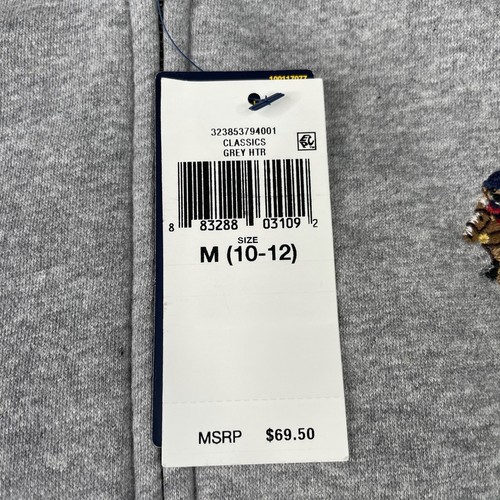 323853794001
CLASSICS
GREY HTR
8 83288 03109 2
SIZE
M (10-12)
MSRP $69.50